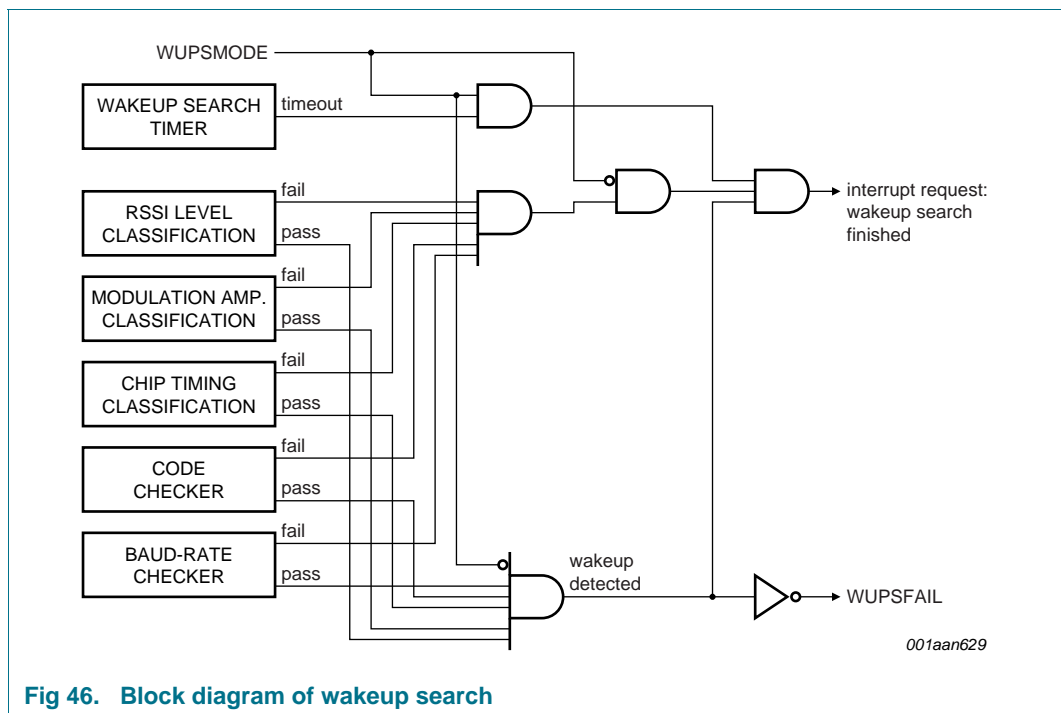 WUPSMODE
WAKEUP SEARCH
TIMER
timeout
RSSI LEVEL
CLASSIFICATION
fail
pass
MODULATION AMP.
CLASSIFICATION
fail
pass
CHIP TIMING
CLASSIFICATION
fail
pass
CODE
CHECKER
fail
pass
BAUD-RATE
CHECKER
fail
pass
interrupt request:
wakeup search
finished
wakeup
detected
WUPSFAIL
001aan629
Fig 46. Block diagram of wakeup search